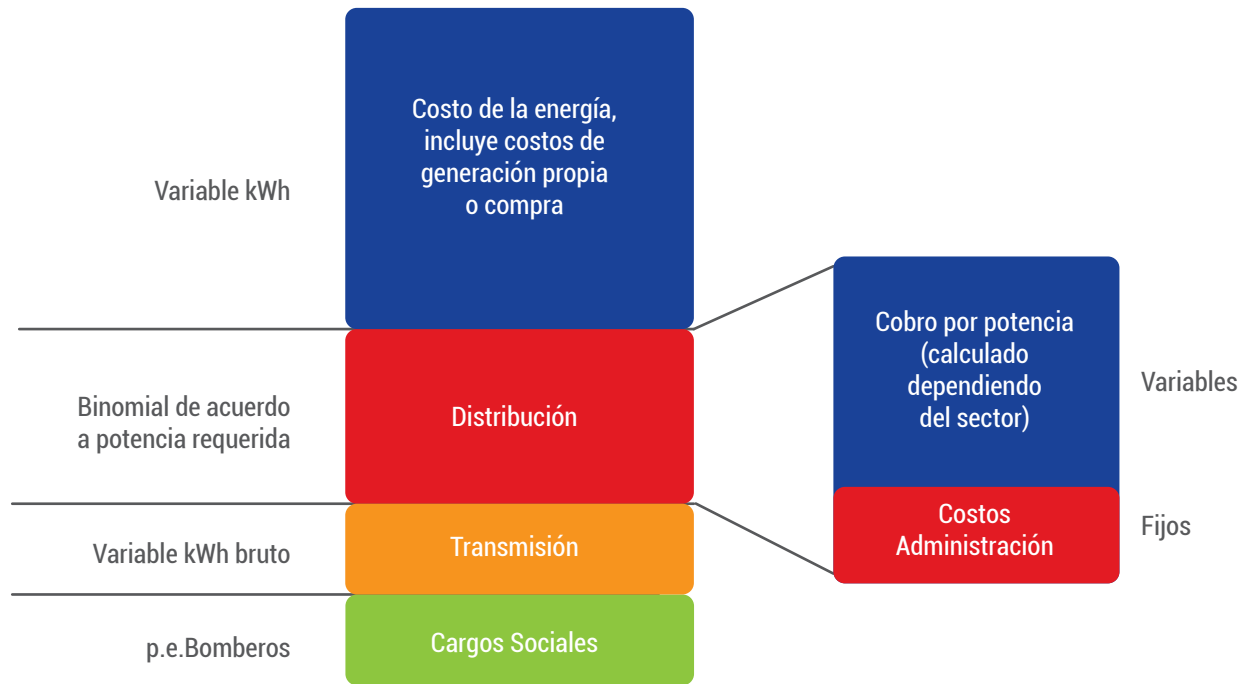 Costo de la energía,
incluye costos de
generación propia
o compra
Variable kWh
Cobro por potencia
(calculado
dependiendo
del sector)
Variables
Binomial de acuerdo
a potencia requerida
Distribución
Costos
Administración
Fijos
Variable kWh bruto
Transmisión
p.e.Bomberos
Cargos Sociales